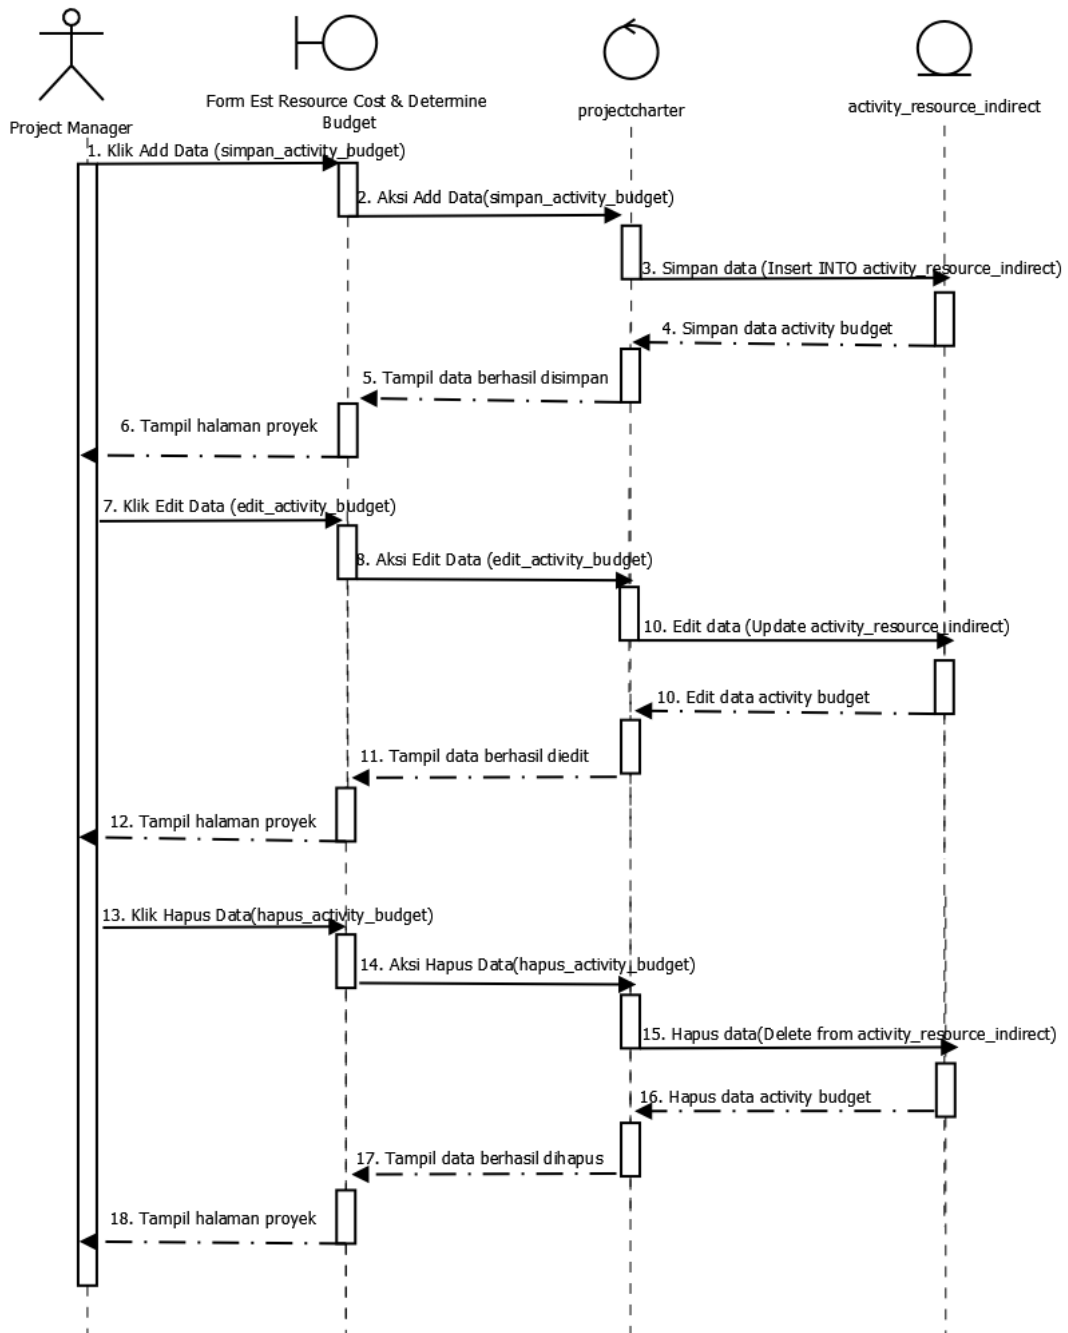 Project Manager
Form Est Resource Cost & Determine
Budget
projectcharter
activity_resource_indirect
1. Klik Add Data (simpan_activity_budget)
2. Aksi Add Data(simpan_activity_budget)
3. Simpan data (Insert INTO activity_resource_indirect)
4. Simpan data activity budget
5. Tampil data berhasil disimpan
6. Tampil halaman proyek
7. Klik Edit Data (edit_activity_budget)
8. Aksi Edit Data (edit_activity_budget)
10. Edit data (Update activity_resource_indirect)
10. Edit data activity budget
11. Tampil data berhasil diedit
12. Tampil halaman proyek
13. Klik Hapus Data(hapus_activity_budget)
14. Aksi Hapus Data(hapus_activity_budget)
15. Hapus data(Delete from activity_resource_indirect)
16. Hapus data activity budget
17. Tampil data berhasil dihapus
18. Tampil halaman proyek